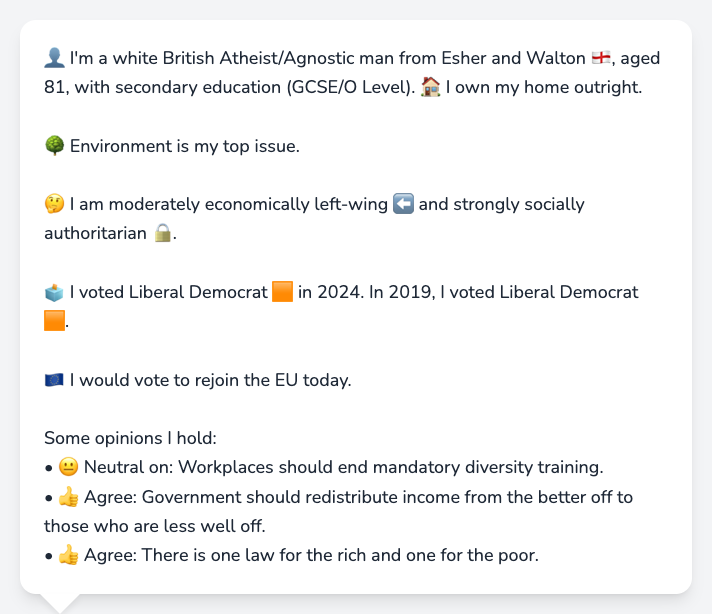 👤 I'm a white British Atheist/Agnostic man from Esher and Walton 🏴󠁧󠁢󠁥󠁮󠁧󠁿, aged
81, with secondary education (GCSE/O Level). 🏠 I own my home outright.
🌳 Environment is my top issue.
🤔 I am moderately economically left-wing ⬅️ and strongly socially
authoritarian 🔒.
🗳️ I voted Liberal Democrat 🟧 in 2024. In 2019, I voted Liberal Democrat
🟧.
🇪🇺 I would vote to rejoin the EU today.
Some opinions I hold:
• 😐 Neutral on: Workplaces should end mandatory diversity training.
• 👍 Agree: Government should redistribute income from the better off to
those who are less well off.
• 👍 Agree: There is one law for the rich and one for the poor.